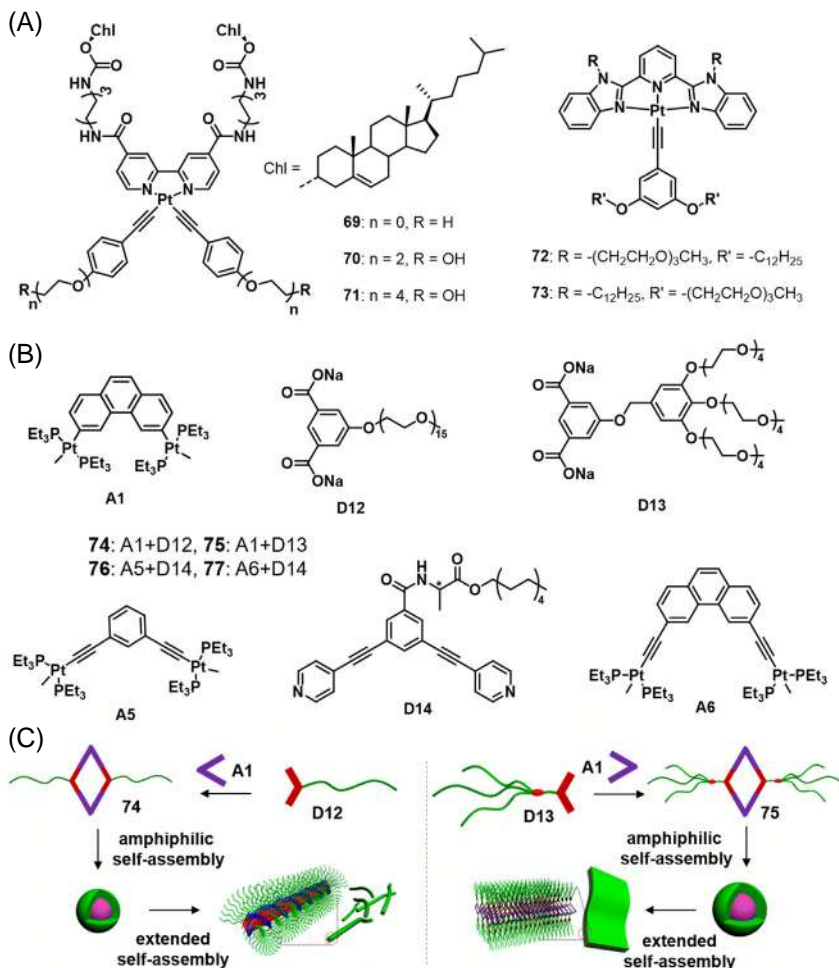 (A)
Chl
Chl
O
O
O
O
HN
HN
3
3
HN
O
O
NH
N
N
Pt
R
n
O
O
R
n
Chl =
69: n = 0, R = H
70: n = 2, R = OH
71: n = 4, R = OH
R
N
N
R
N
N
N
Pt
R'
O
O
R'
72: R = -(CH2CH2O)3CH3, R' = -C12H25
73: R = -C12H25, R' = -(CH2CH2O)3CH3
(B)
Et3P
Pt
PEt3
PEt3
Pt
Et3P
A1
O
ONa
O
O
15
O
ONa
D12
O
ONa
O
ONa
O
O
O
4
O
O
4
O
O
4
D13
74: A1+D12, 75: A1+D13
76: A5+D14, 77: A6+D14
Et3P
Pt
PEt3
PEt3
Pt
Et3P
A5
O
H
N
*
O
O
4
N
N
D14
Et3P
Pt
PEt3
Et3P
Pt
PEt3
A6
(C)
74
A1
D12
amphiphilic
self-assembly
extended
self-assembly
D13
A1
75
amphiphilic
self-assembly
extended
self-assembly